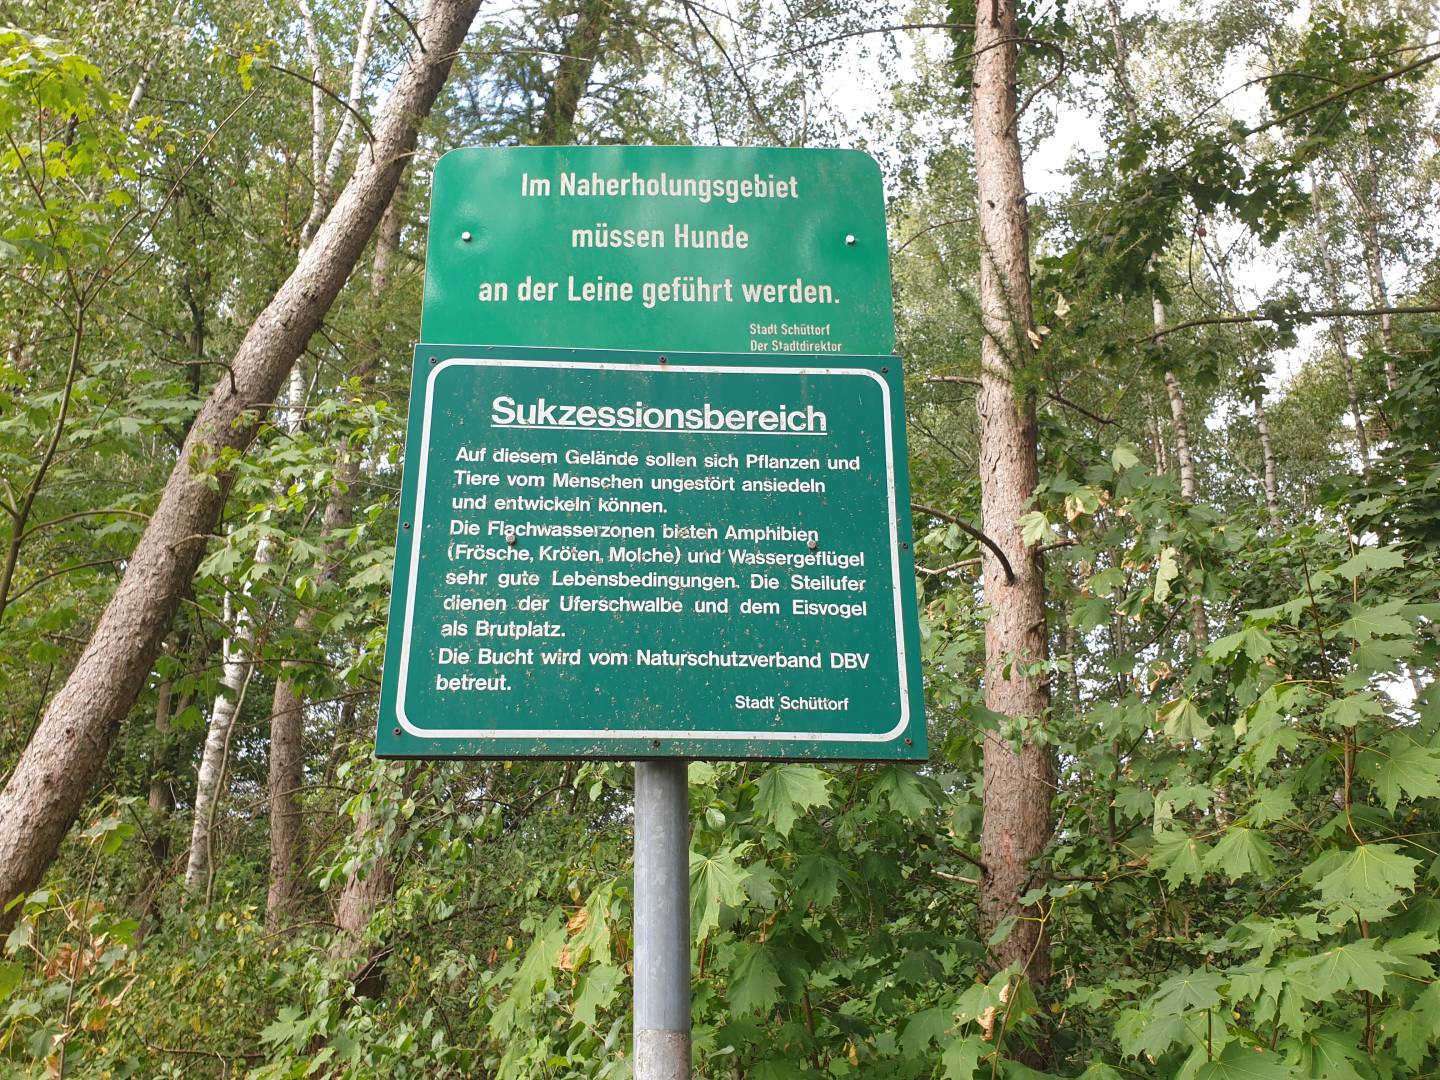 Im Naherholungsgebiet
müssen Hunde
an der Leine geführt werden.
Stadt Schüttorf
Der Stadtdirektor
Sukzessionsbereich
Auf diesem Gelände sollen sich Pflanzen und
Tiere vom Menschen ungestört ansiedeln
und entwickeln können.
Die Flachwasserzonen bieten Amphibien
(Frösche, Kröten, Molche) und Wassergeflügel
sehr gute Lebensbedingungen. Die Steilufer
dienen der Uferschwalbe und dem Eisvogel
als Brutplatz.
Die Bucht wird vom Naturschutzverband DBV
betreut.
Stadt Schüttorf